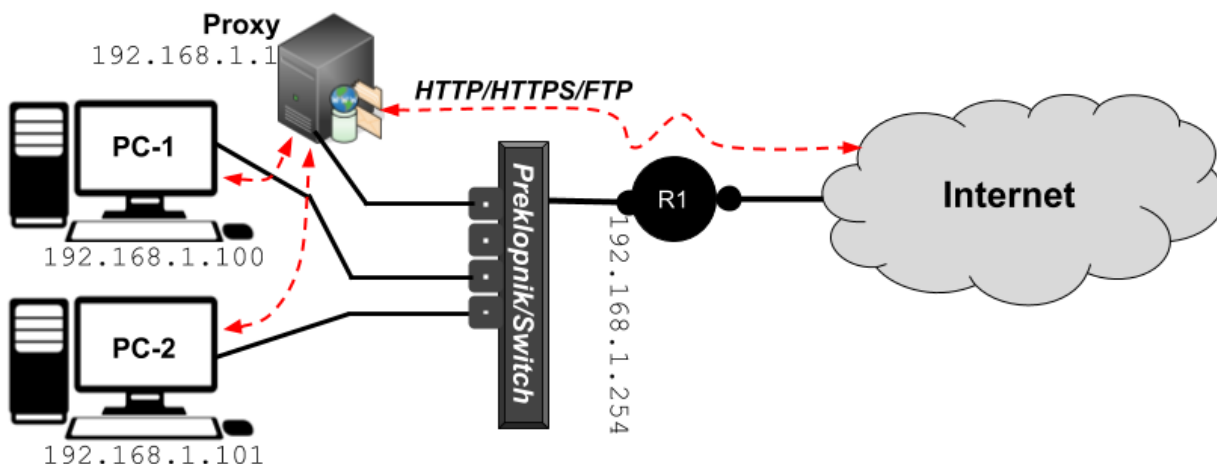 Proxy
192.168.1.1
HTTP/HTTPS/FTP
PC-1
192.168.1.100
Preklopnik/Switch
R1
192.168.1.254
Internet
PC-2
192.168.1.101